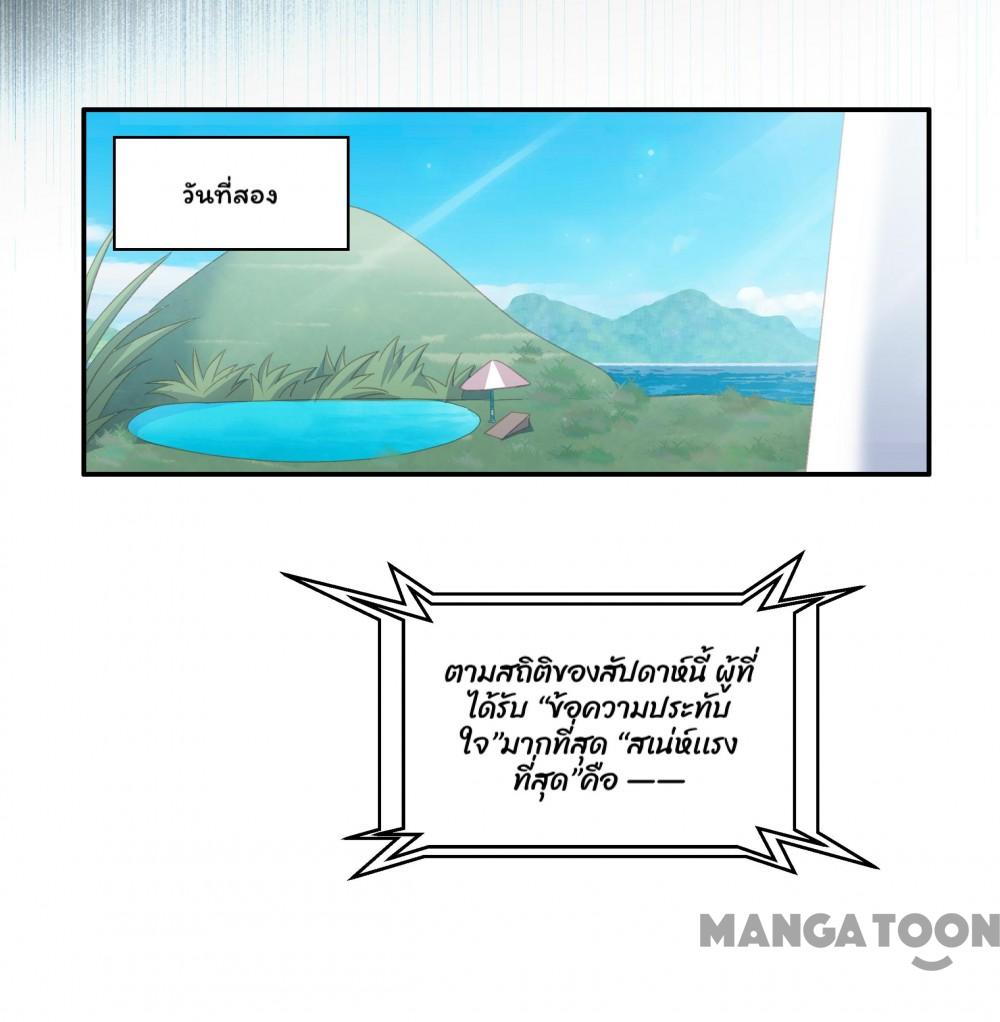 วันที่สอง
ตามสถิติของสัปดาห์นี้ ผู้ที่
ได้รับ “ข้อความประทับ
ใจ”มากที่สุด “สเน่ห์แรง
ที่สุด”คือ ——
MANGATOON